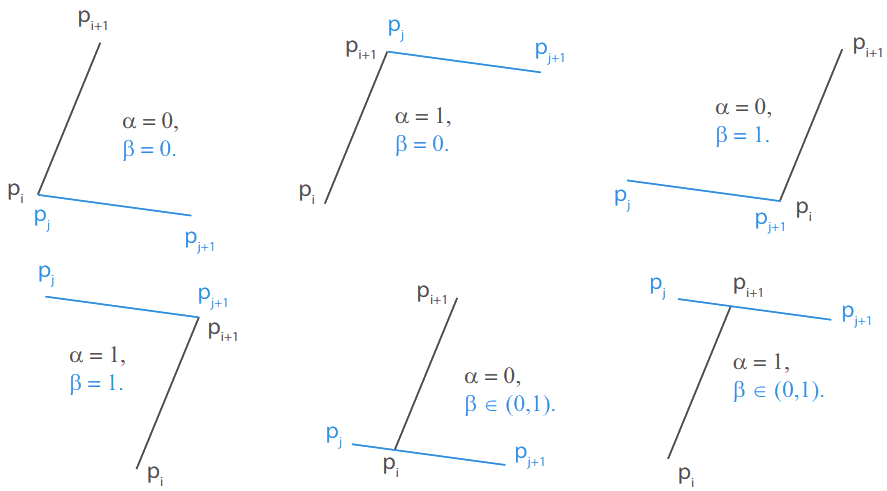 p_{i+1}
α = 0,
β = 0.
p_i
p_j
p_{j+1}
p_j
p_{i+1}
p_{j+1}
α = 1,
β = 0.
p_i
p_{i+1}
α = 0,
β = 1.
p_j
p_{j+1}
p_i
p_j
p_{j+1}
p_{i+1}
α = 1,
β = 1.
p_i
p_{i+1}
α = 0,
β ∈ (0,1).
p_j
p_i
p_{j+1}
p_j
p_{i+1}
p_{j+1}
α = 1,
β ∈ (0,1).
p_i